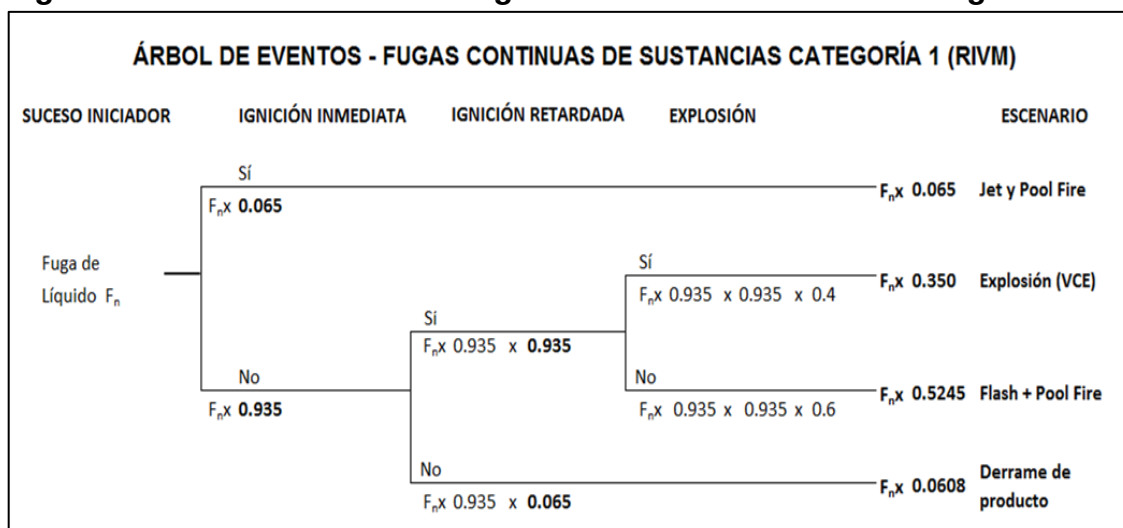 ÁRBOL DE EVENTOS - FUGAS CONTINUAS DE SUSTANCIAS CATEGORÍA 1 (RIVM)
SUCESO INICIADOR IGNICIÓN INMEDIATA IGNICIÓN RETARDADA EXPLOSIÓN ESCENARIO
Sí
Fₙx 0.065
Fₙx 0.065 Jet y Pool Fire
Fuga de
Líquido Fₙ
Sí
Fₙx 0.935 x 0.935 x 0.4
Fₙx 0.350 Explosión (VCE)
Sí
Fₙx 0.935 x 0.935
No
Fₙx 0.935
No
Fₙx 0.935 x 0.935 x 0.6
Fₙx 0.5245 Flash + Pool Fire
No
Fₙx 0.935 x 0.065
Fₙx 0.0608 Derrame de
producto